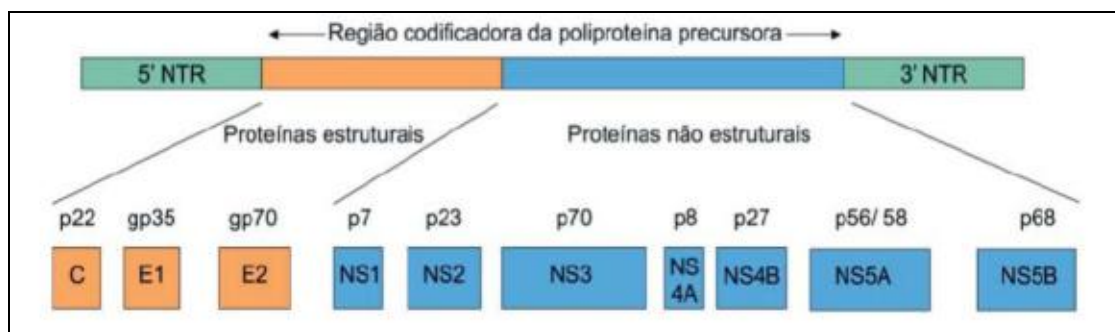 Região codificadora da poliproteína precursora
5' NTR
3' NTR
Proteínas estruturais
Proteínas não estruturais
p22 gp35 gp70 p7 p23 p70 p8 p27 p56/ 58 p68
C E1 E2 NS1 NS2 NS3 NS 4A NS4B NS5A NS5B